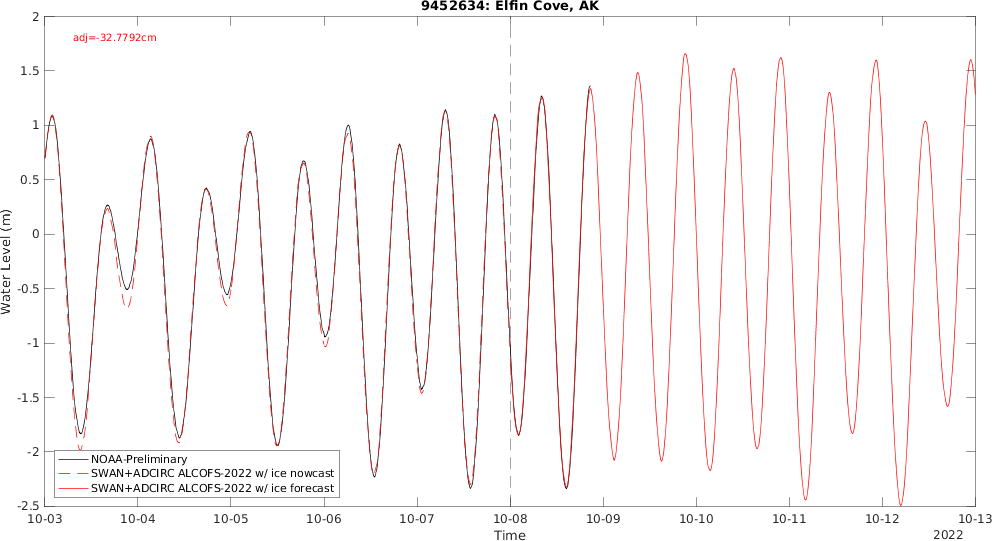 9452634: Elfin Cove, AK
adj=-32.7792cm
2
1.5
1
0.5
0
-0.5
-1
-1.5
-2
-2.5
Water Level (m)
NOAA-Preliminary
SWAN+ADCIRC ALCOFS-2022 w/ ice nowcast
SWAN+ADCIRC ALCOFS-2022 w/ ice forecast
10-03 10-04 10-05 10-06 10-07 10-08 10-09 10-10 10-11 10-12 10-13
Time
2022